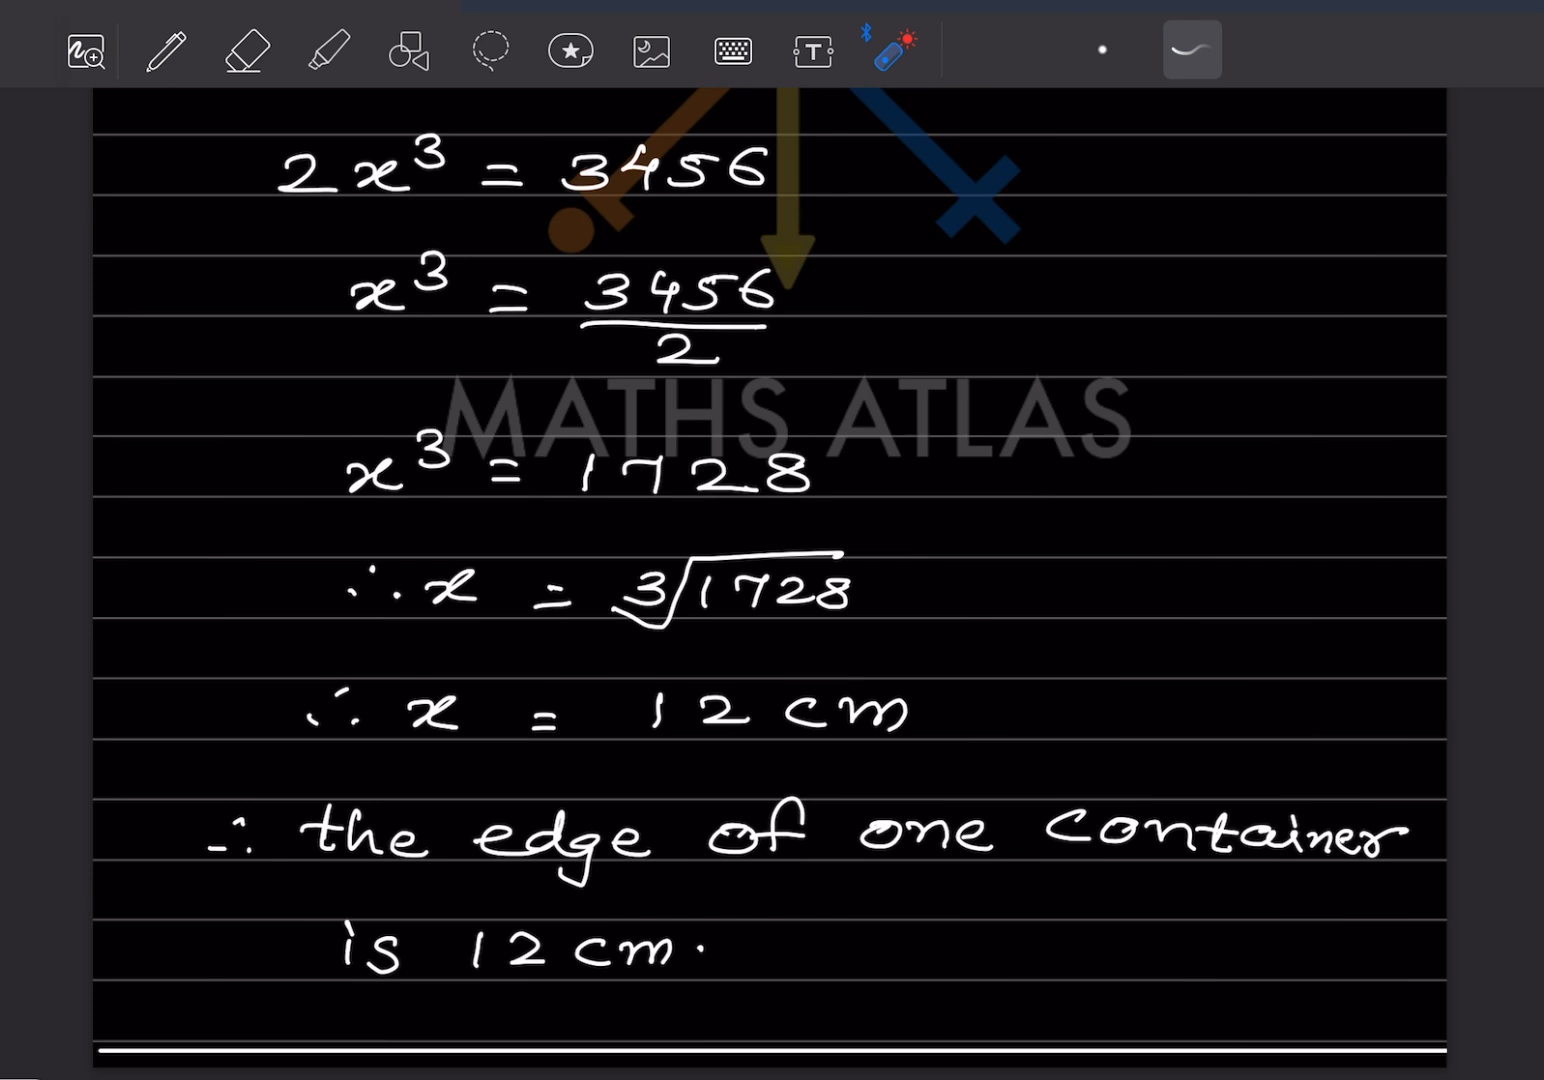 2x³ = 3456
x³ = 3456/2
MATHS ATLAS
x³ = 1728
∴ x = ∛1728
∴ x = 12 cm
∴ the edge of one container
is 12 cm.